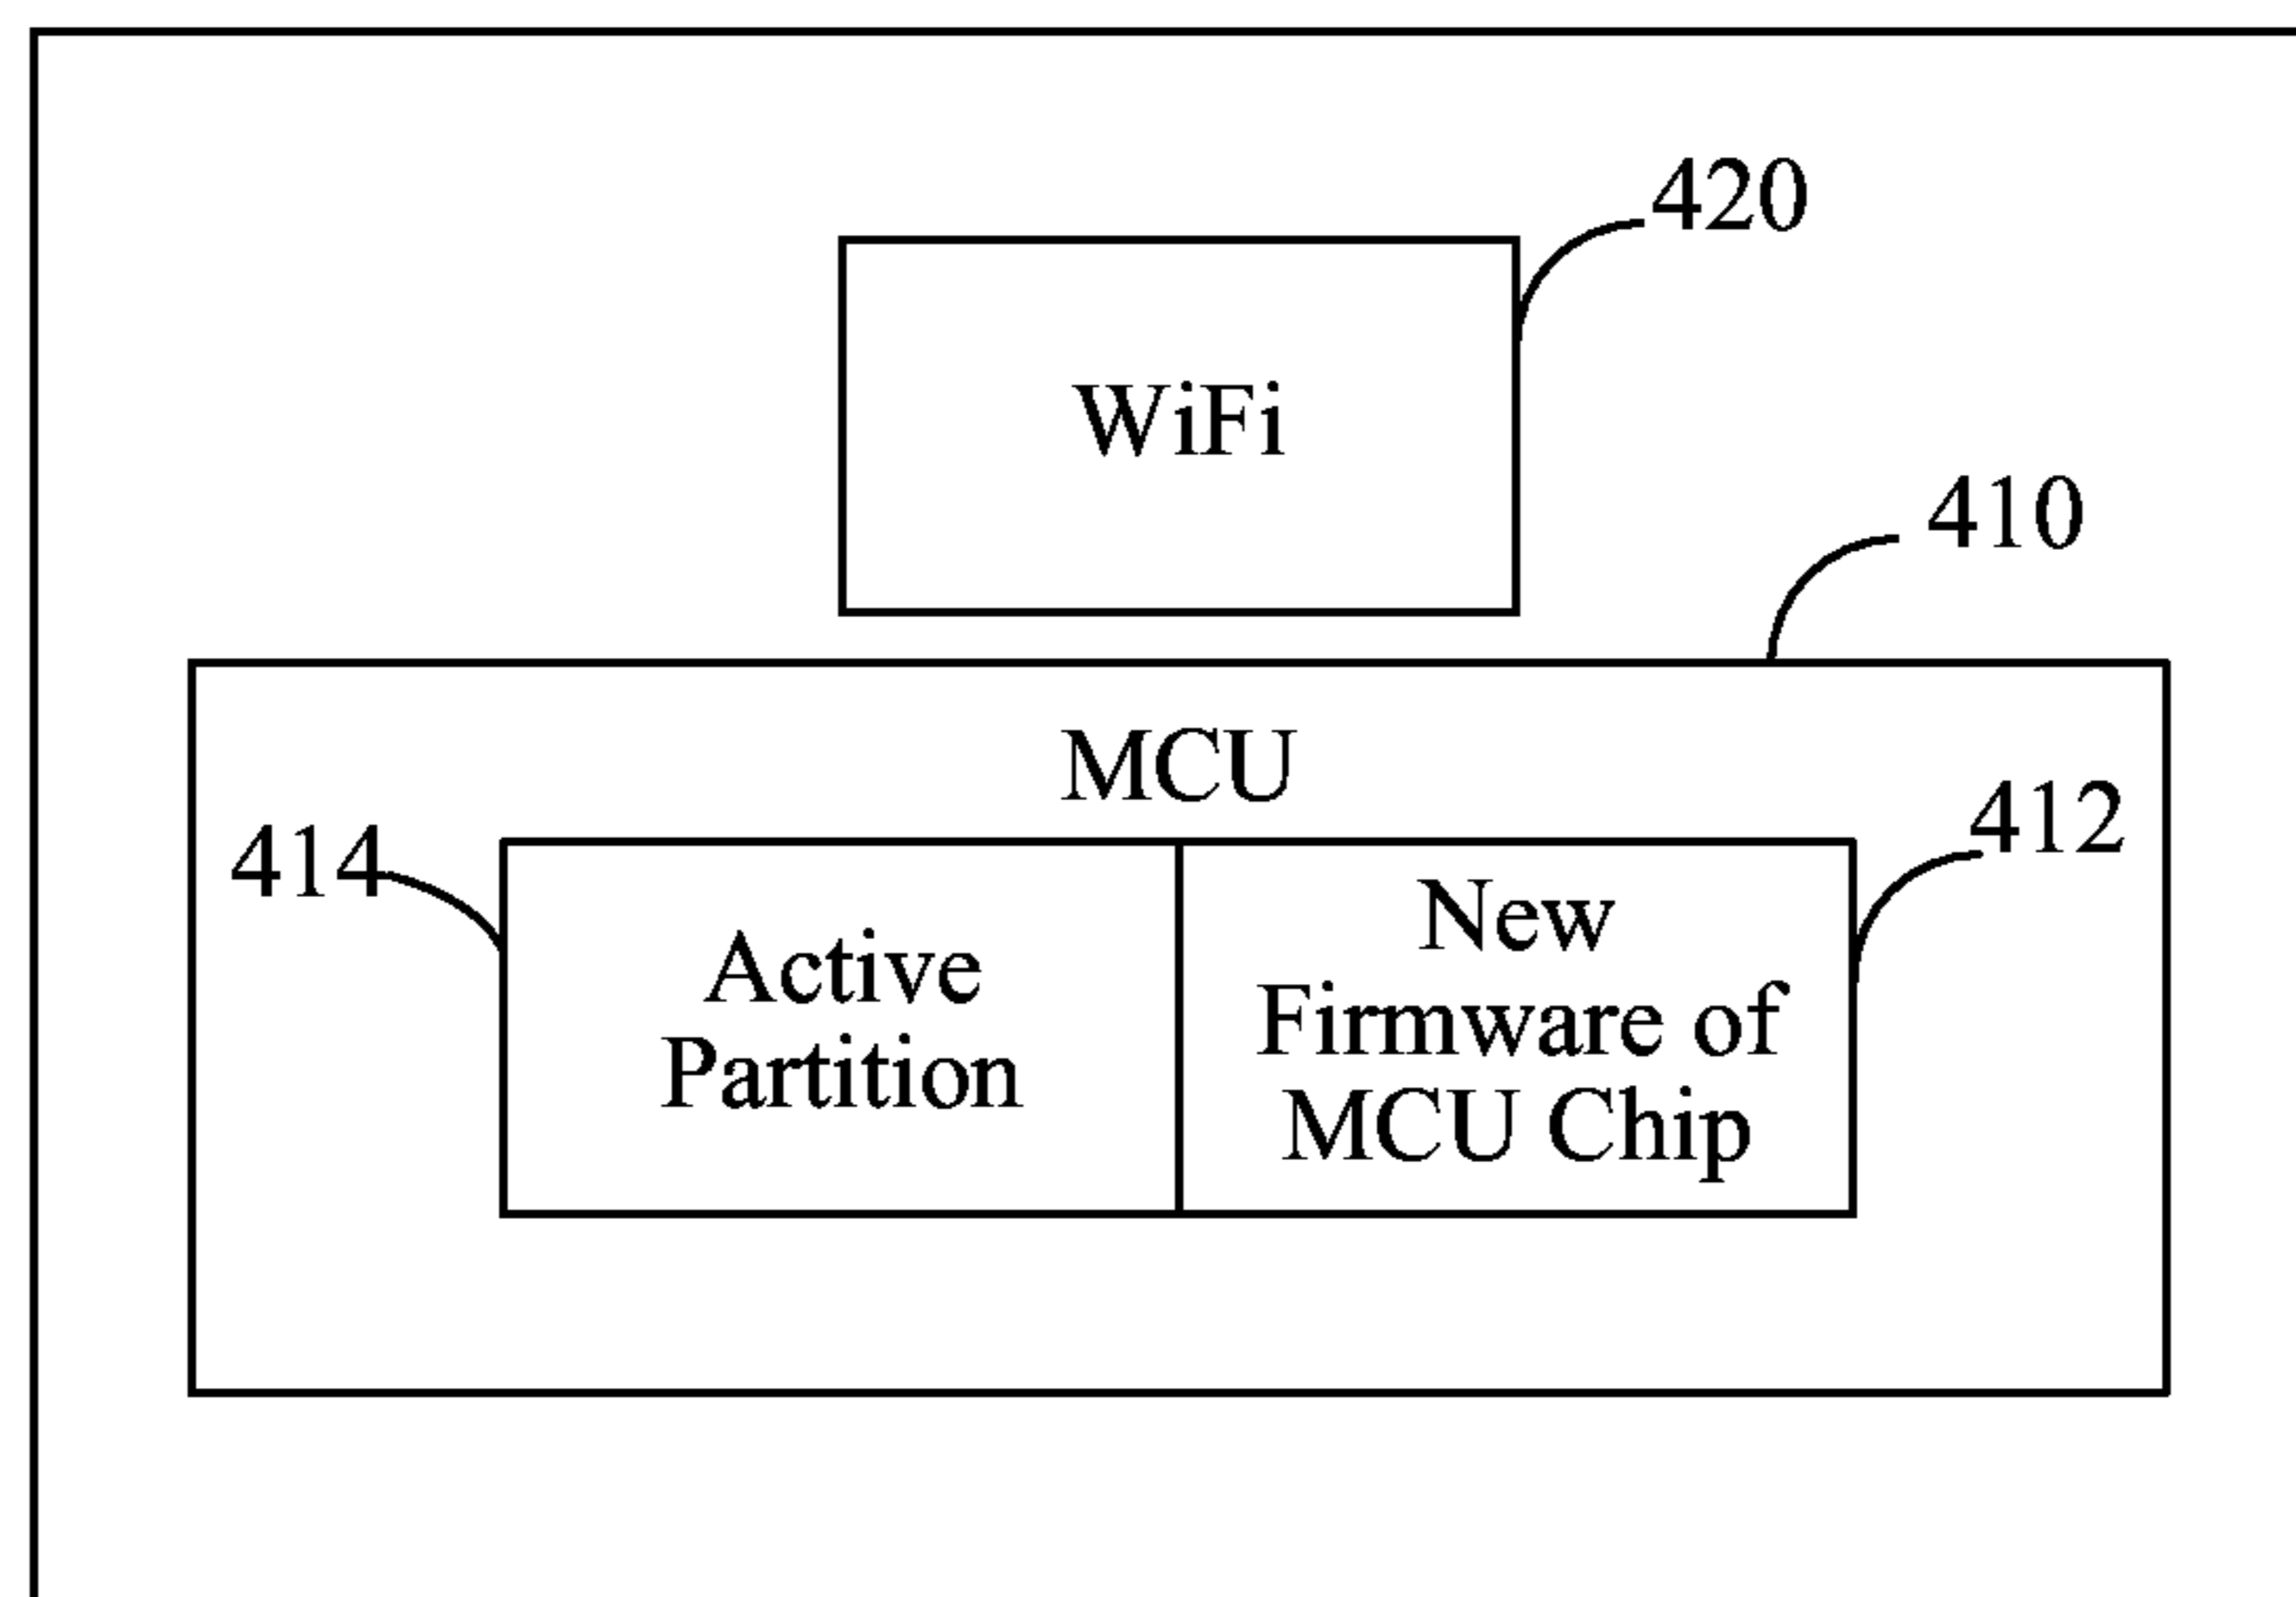 420
WiFi
410
MCU
412
414
Active
Partition
New
Firmware of
MCU Chip